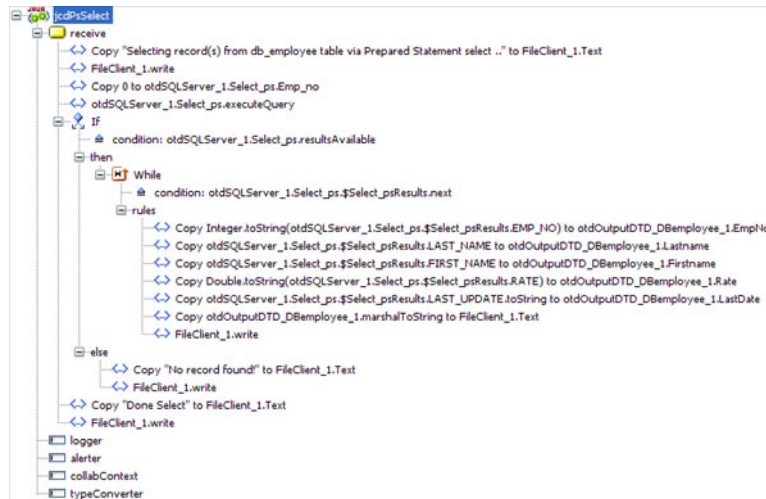 jcdPsSelect
receive
Copy "Selecting record(s) from db_employee table via Prepared Statement select .." to FileClient_1.Text
FileClient_1.write
Copy 0 to otdSQLServer_1.Select_ps.Emp_no
otdSQLServer_1.Select_ps.executeQuery
If
condition: otdSQLServer_1.Select_ps.resultsAvailable
then
While
condition: otdSQLServer_1.Select_ps.$Select_psResults.next
rules
Copy Integer.toString(otdSQLServer_1.Select_ps.$Select_psResults.EMP_NO) to otdOutputDTD_DBemployee_1.EmpNo
Copy otdSQLServer_1.Select_ps.$Select_psResults.LAST_NAME to otdOutputDTD_DBemployee_1.Lastname
Copy otdSQLServer_1.Select_ps.$Select_psResults.FIRST_NAME to otdOutputDTD_DBemployee_1.Firstname
Copy Double.toString(otdSQLServer_1.Select_ps.$Select_psResults.RATE) to otdOutputDTD_DBemployee_1.Rate
Copy otdSQLServer_1.Select_ps.$Select_psResults.LAST_UPDATE.toString to otdOutputDTD_DBemployee_1.LastDate
Copy otdOutputDTD_DBemployee_1.marshalToString to FileClient_1.Text
FileClient_1.write
else
Copy "No record found!" to FileClient_1.Text
FileClient_1.write
Copy "Done Select" to FileClient_1.Text
FileClient_1.write
logger
alerter
collabContext
typeConverter